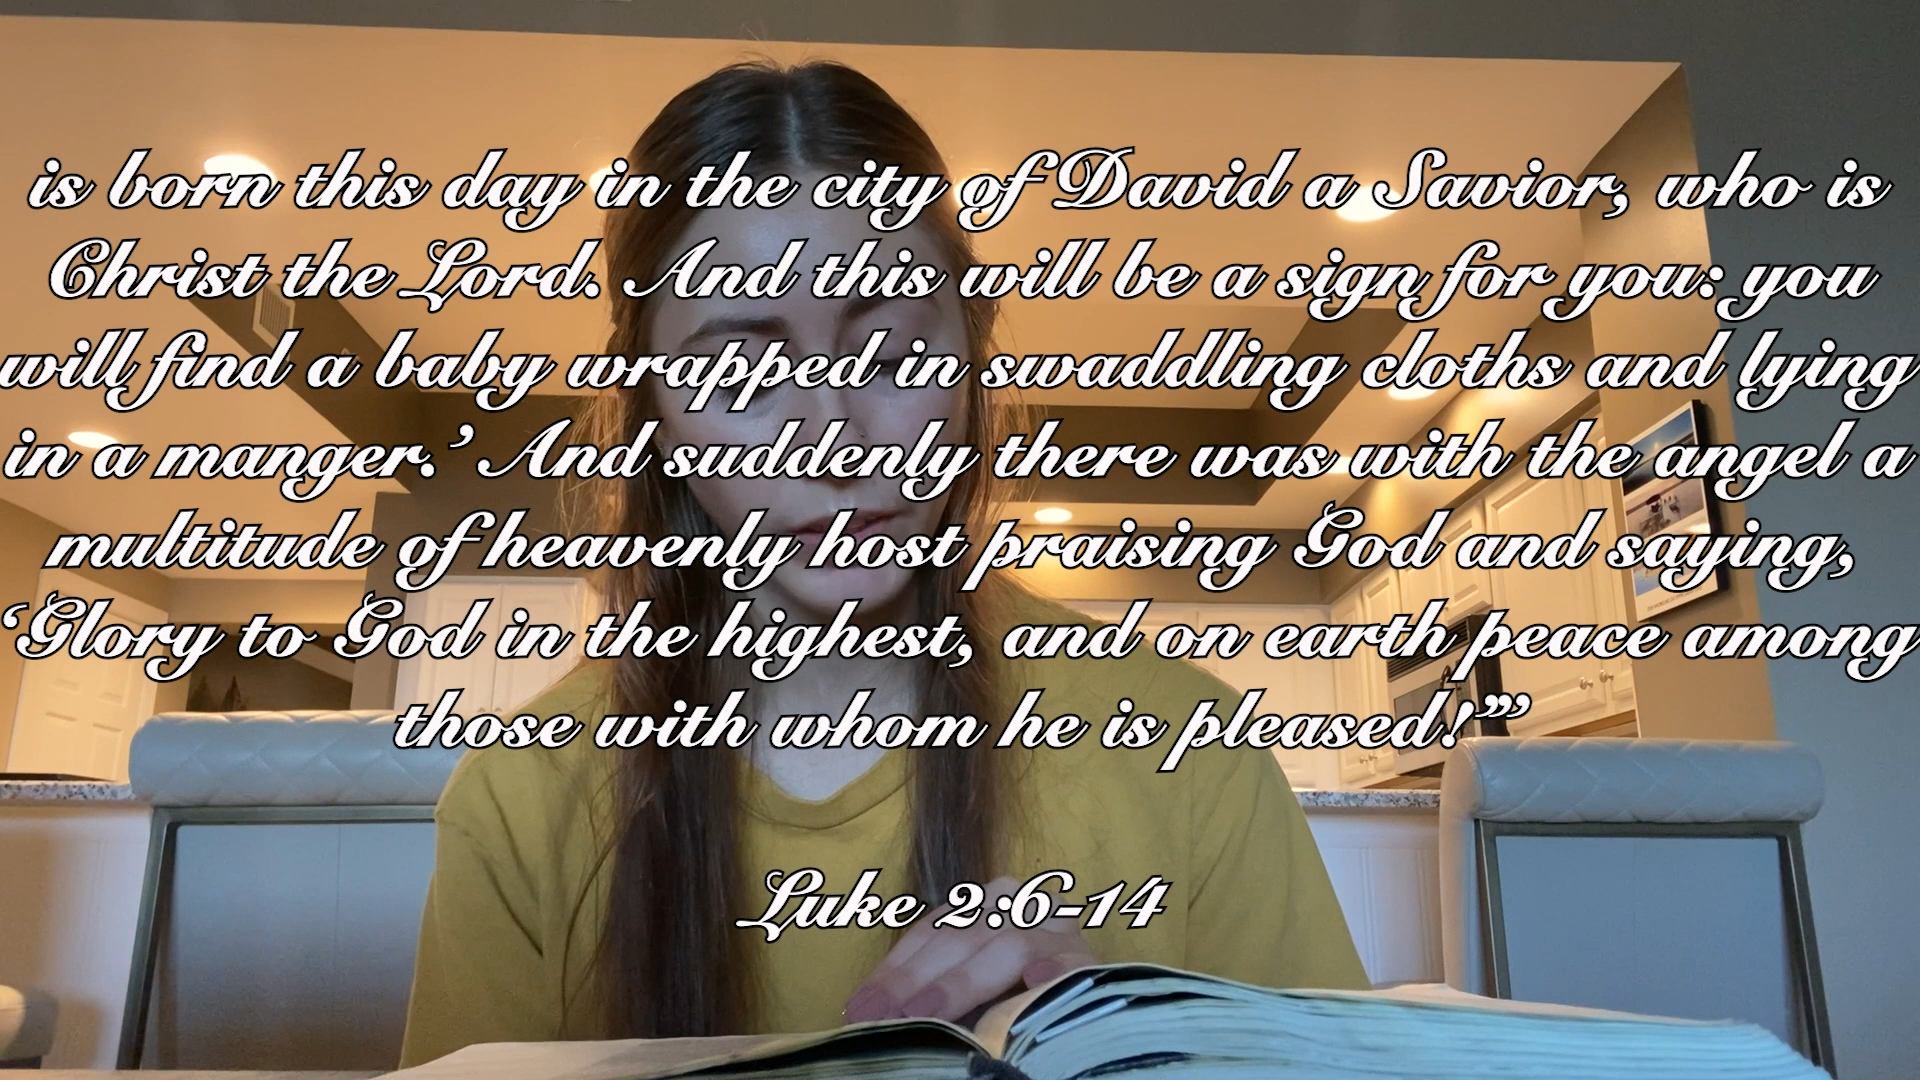 is born this day in the city of David a Savior, who is
Christ the Lord. And this will be a sign for you: you
will find a baby wrapped in swaddling cloths and lying
in a manger.’ And suddenly there was with the angel a
multitude of heavenly host praising God and saying,
‘Glory to God in the highest, and on earth peace among
those with whom he is pleased!’”
Luke 2:6-14